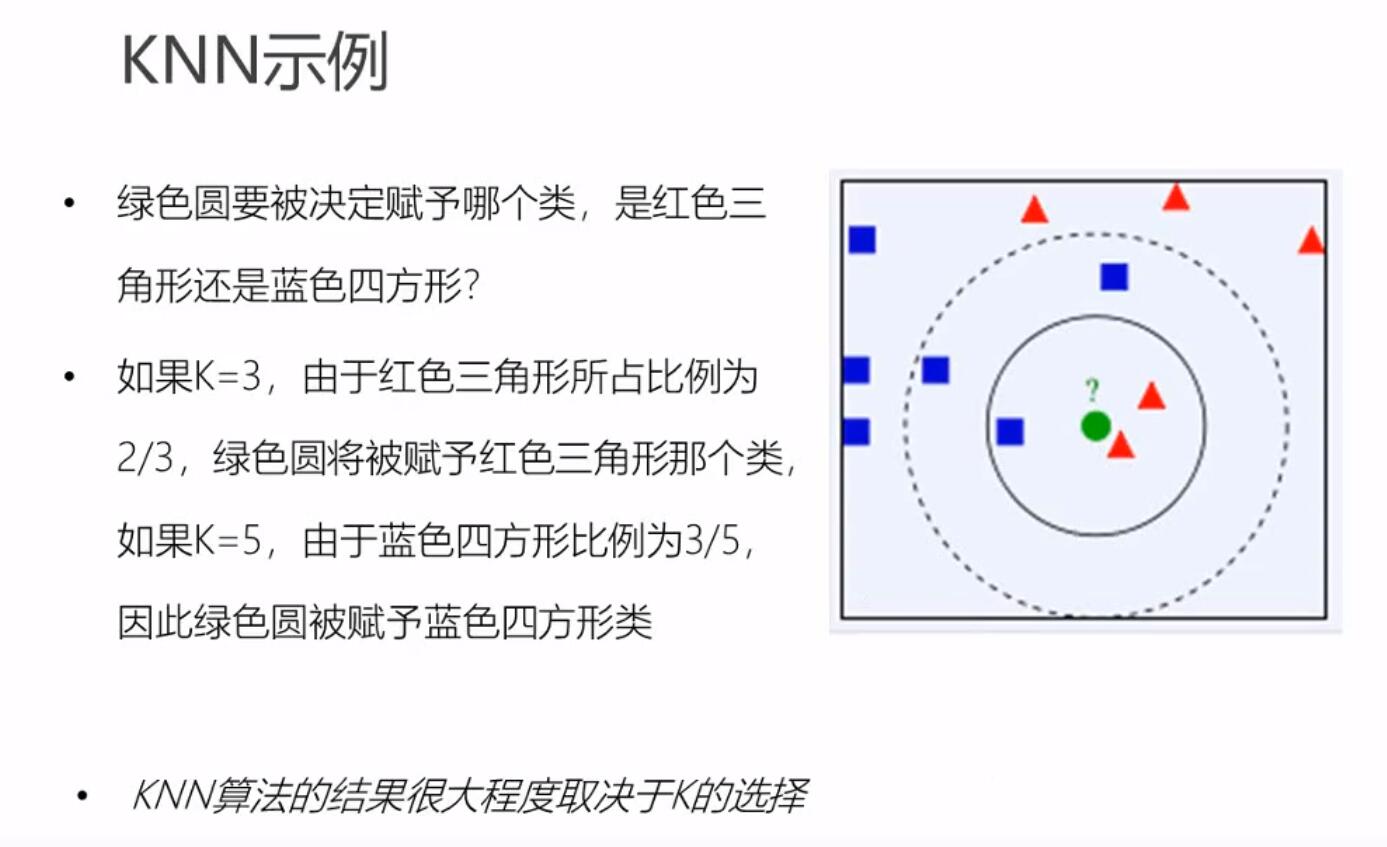 KNN示例
• 绿色圆要被决定赋予哪个类，是红色三
角形还是蓝色四方形？
• 如果K=3，由于红色三角形所占比例为
2/3，绿色圆将被赋予红色三角形那个类，
如果K=5，由于蓝色四方形比例为3/5，
因此绿色圆被赋予蓝色四方形类
?
• KNN算法的结果很大程度取决于K的选择